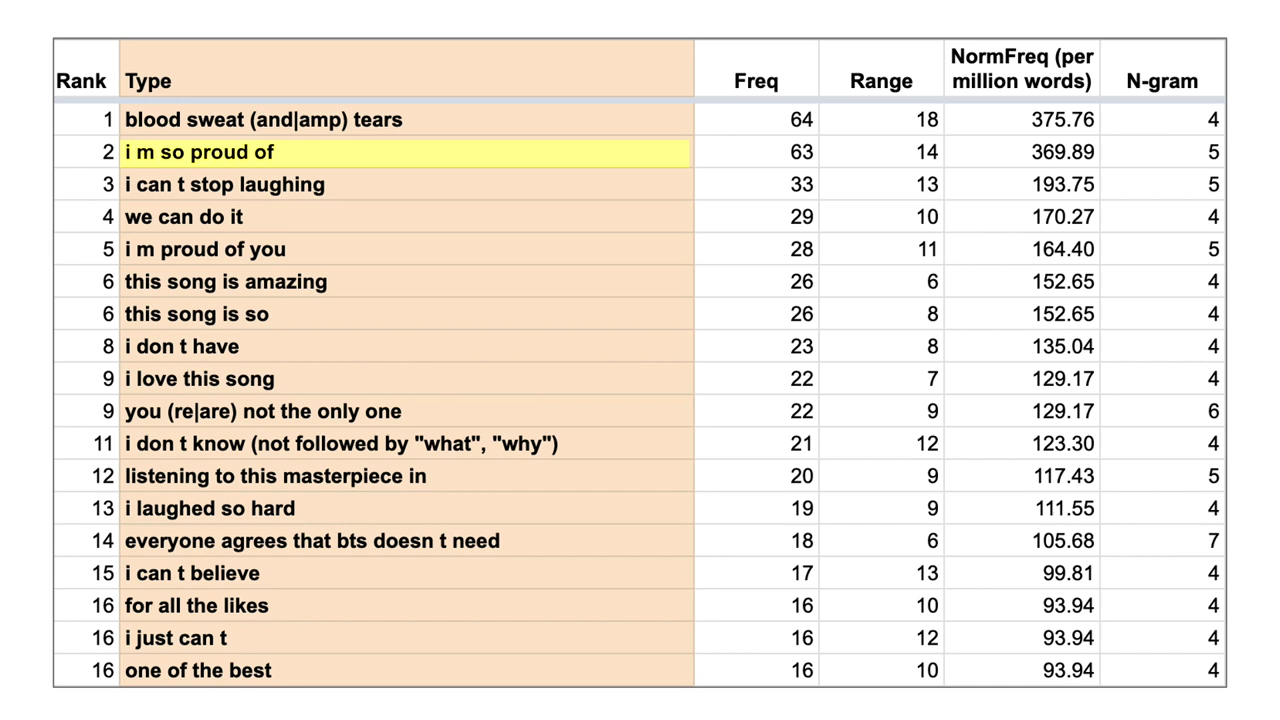 Rank Type Freq Range NormFreq (per million words) N-gram
1 blood sweat (and|amp) tears 64 18 375.76 4
2 i m so proud of 63 14 369.89 5
3 i can t stop laughing 33 13 193.75 5
4 we can do it 29 10 170.27 4
5 i m proud of you 28 11 164.40 5
6 this song is amazing 26 6 152.65 4
6 this song is so 26 8 152.65 4
8 i don t have 23 8 135.04 4
9 i love this song 22 7 129.17 4
9 you (re|are) not the only one 22 9 129.17 6
11 i don t know (not followed by "what", "why") 21 12 123.30 4
12 listening to this masterpiece in 20 9 117.43 5
13 i laughed so hard 19 9 111.55 4
14 everyone agrees that bts doesn t need 18 6 105.68 7
15 i can t believe 17 13 99.81 4
16 for all the likes 16 10 93.94 4
16 i just can t 16 12 93.94 4
16 one of the best 16 10 93.94 4